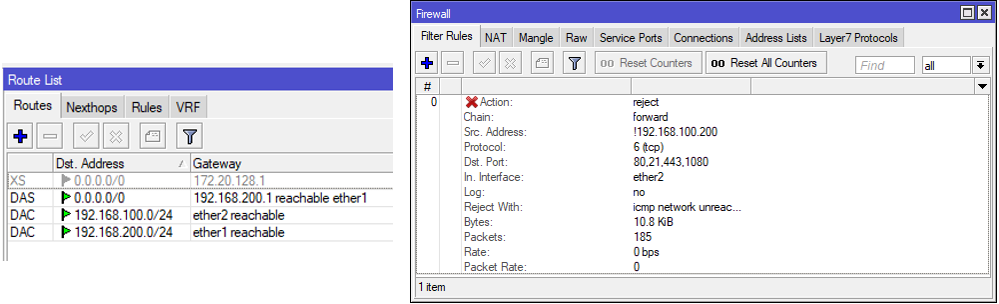 Route List
Routes Nexthops Rules VRF
Dst. Address / Gateway
XS 0.0.0.0/0 172.20.128.1
DAS 0.0.0.0/0 192.168.200.1 reachable ether1
DAC 192.168.100.0/24 ether2 reachable
DAC 192.168.200.0/24 ether1 reachable
Firewall
Filter Rules NAT Mangle Raw Service Ports Connections Address Lists Layer7 Protocols
00 Reset Counters 00 Reset All Counters Find all
#
0 Action: reject
Chain: forward
Src. Address: !192.168.100.200
Protocol: 6 (tcp)
Dst. Port: 80,21,443,1080
In. Interface: ether2
Log: no
Reject With: icmp network unreac...
Bytes: 10.8 KiB
Packets: 185
Rate: 0 bps
Packet Rate: 0
1 item